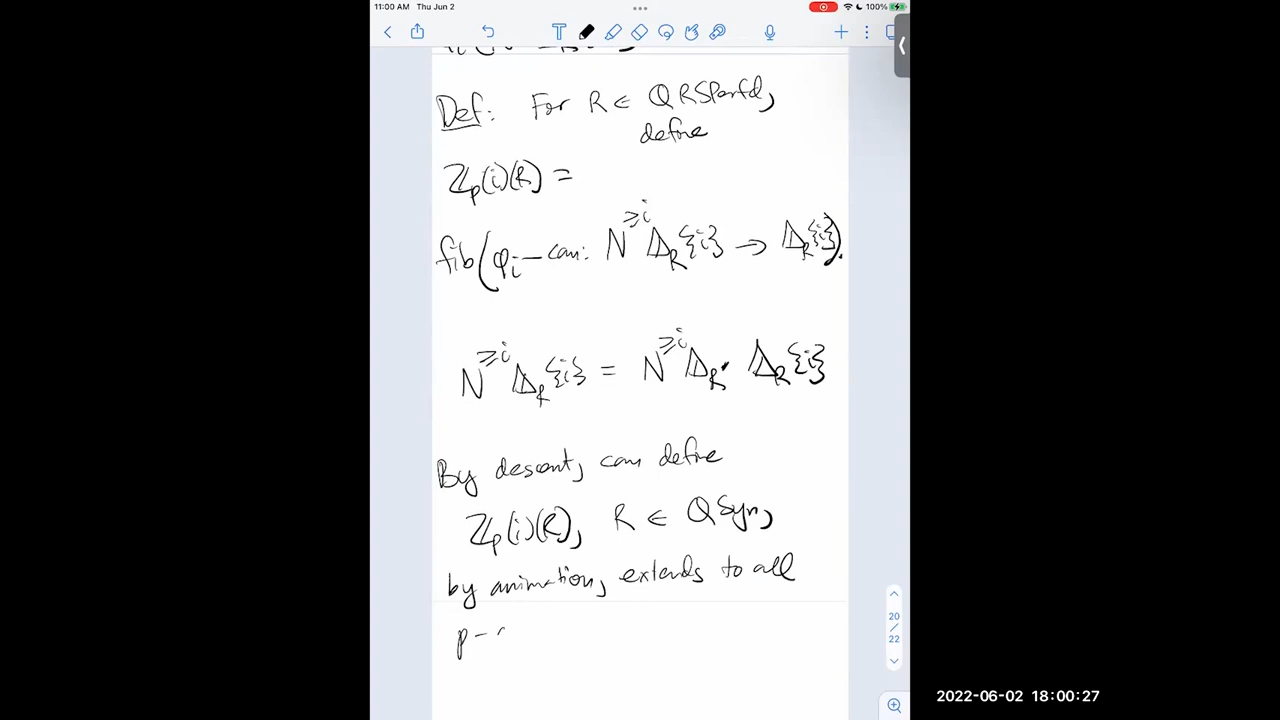 11:00 AM Thu Jun 2
100%
Def: For R ∈ QRSPerfd,
define
ℤp(i)(R) =
fib(φi – can: N^≥i Δ_R{i} → Δ_R{i}).
N^≥i Δ_R{i} = N^≥i Δ_R · Δ_R{i}
By descent, can define
ℤp(i)(R), R ∈ QSyn,
by animation, extends to all
p-
20
/
22
2022-06-02 18:00:27